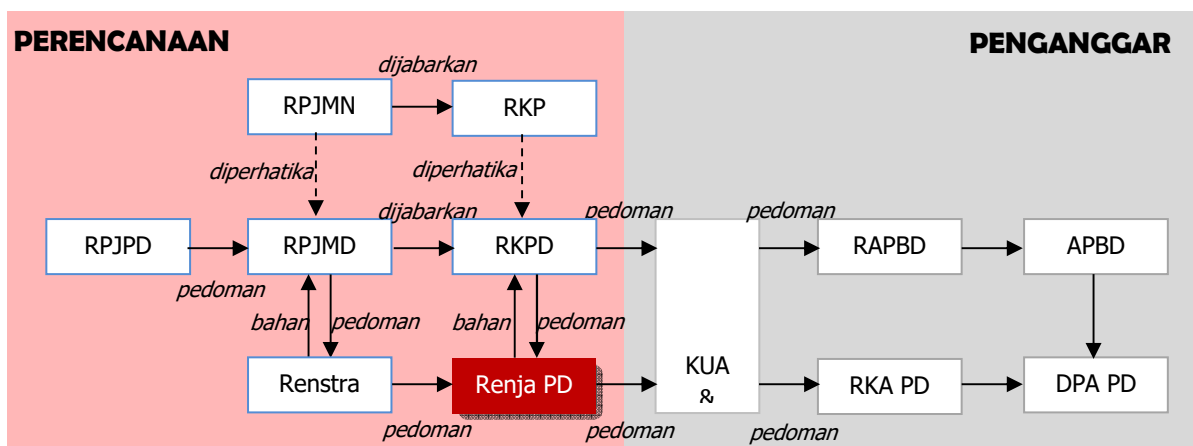 PERENCANAAN
PENGANGGAR
dijabarkan
RPJMN
RKP
diperhatika
diperhatika
dijabarkan
pedoman
pedoman
RPJPD
RPJMD
RKPD
RAPBD
APBD
pedoman
bahan
pedoman
bahan
pedoman
Renstra
Renja PD
KUA
&
RKA PD
DPA PD
pedoman
pedoman
pedoman